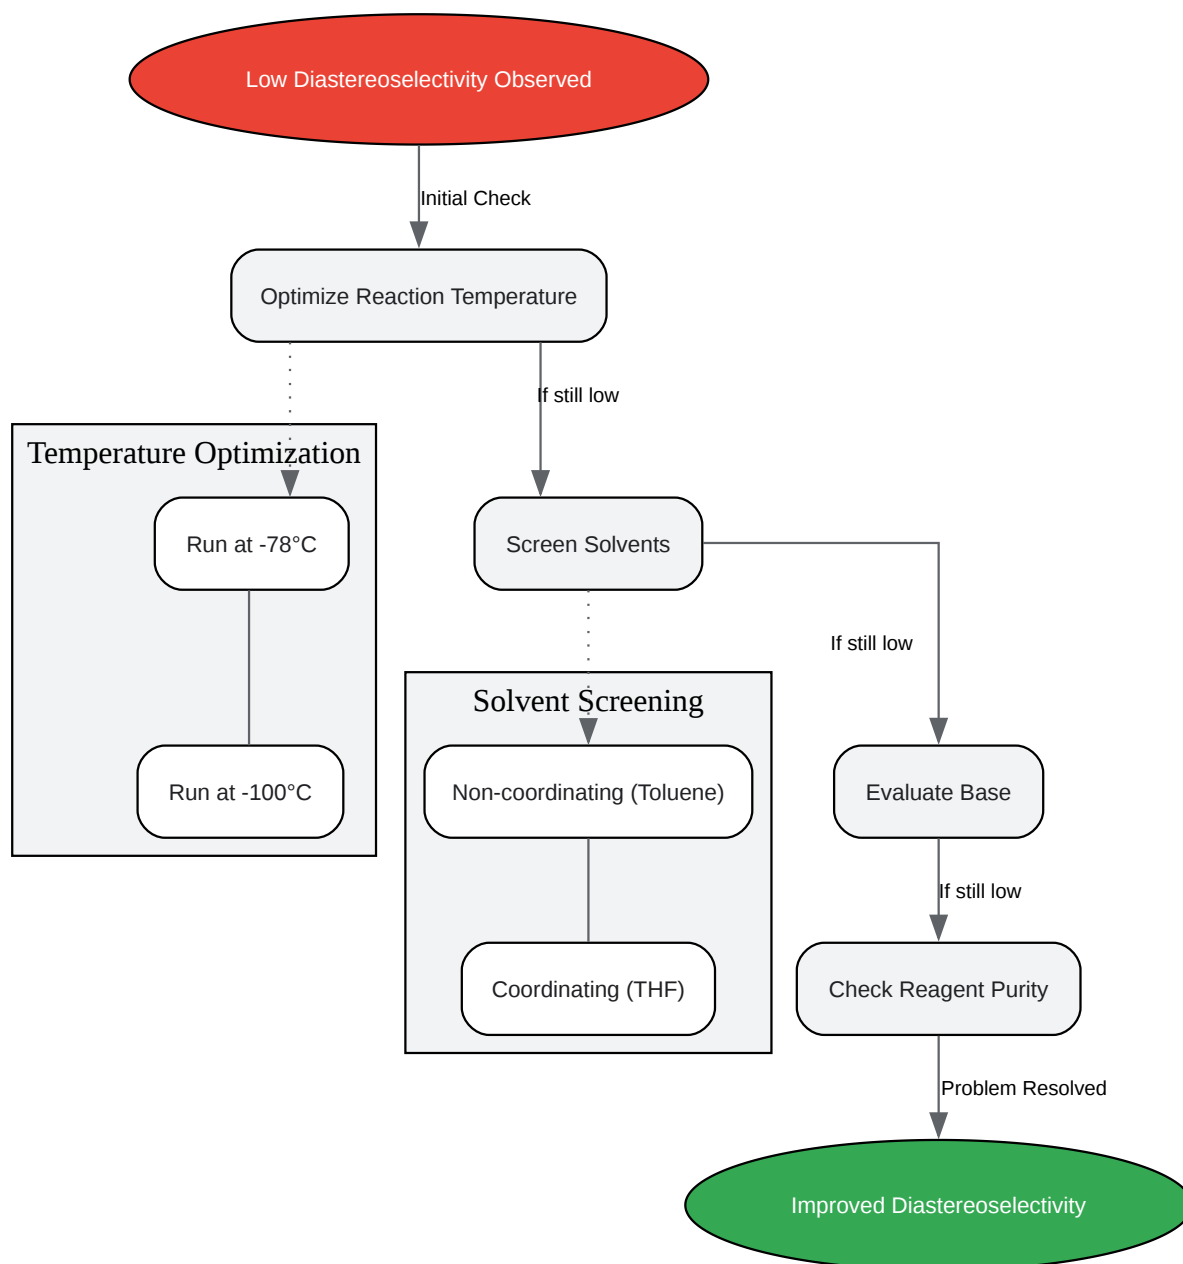 Low Diastereoselectivity Observed
Initial Check
Optimize Reaction Temperature
If still low
Temperature Optimization
Run at -78°C
Screen Solvents
If still low
Solvent Screening
Run at -100°C
Non-coordinating (Toluene)
Evaluate Base
If still low
Coordinating (THF)
Check Reagent Purity
Problem Resolved
Improved Diastereoselectivity